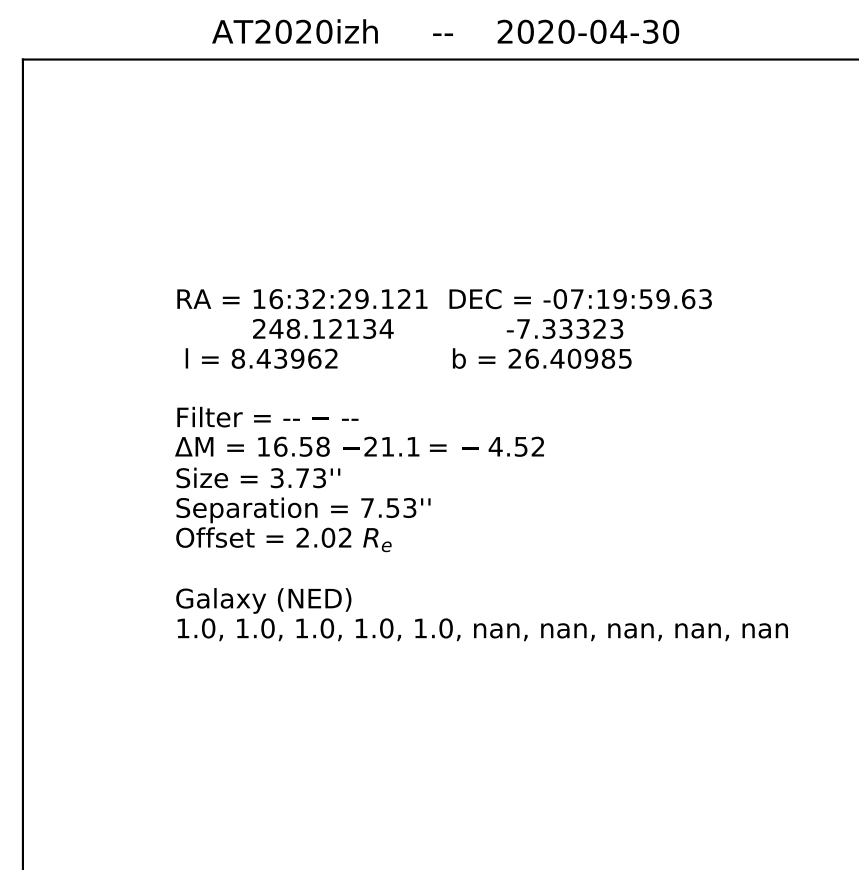 AT2020izh -- 2020-04-30
RA = 16:32:29.121 DEC = -07:19:59.63
248.12134 -7.33323
l = 8.43962 b = 26.40985
Filter = -- − --
ΔM = 16.58 −21.1 = − 4.52
Size = 3.73''
Separation = 7.53''
Offset = 2.02 Rₑ
Galaxy (NED)
1.0, 1.0, 1.0, 1.0, 1.0, nan, nan, nan, nan, nan